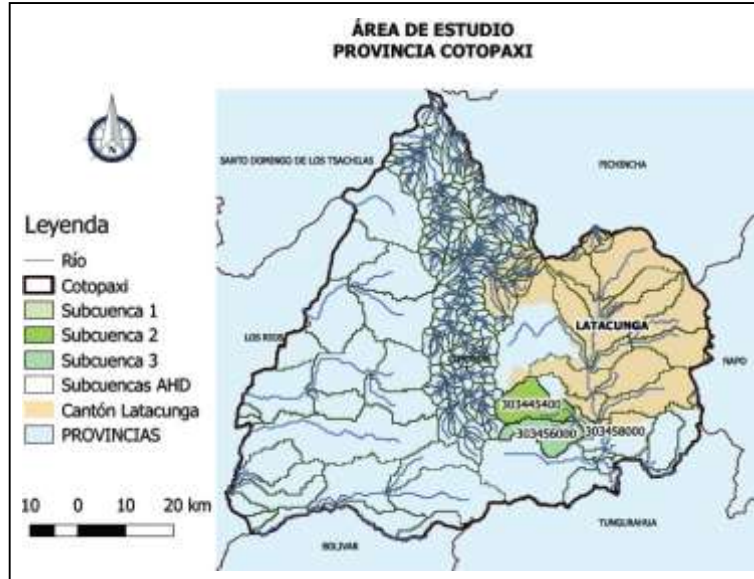 ÁREA DE ESTUDIO
PROVINCIA COTOPAXI
N
SANTO DOMINGO DE LOS TSACHILAS
PICHINCHA
Leyenda
Río
Cotopaxi
Subcuenca 1
Subcuenca 2
Subcuenca 3
Subcuencas AHD
Cantón Latacunga
PROVINCIAS
LATACUNGA
LOS RIOS
NAPO
303445400
303456000
303458000
10 0 10 20 km
TUNGURAHUA
BOLIVAR